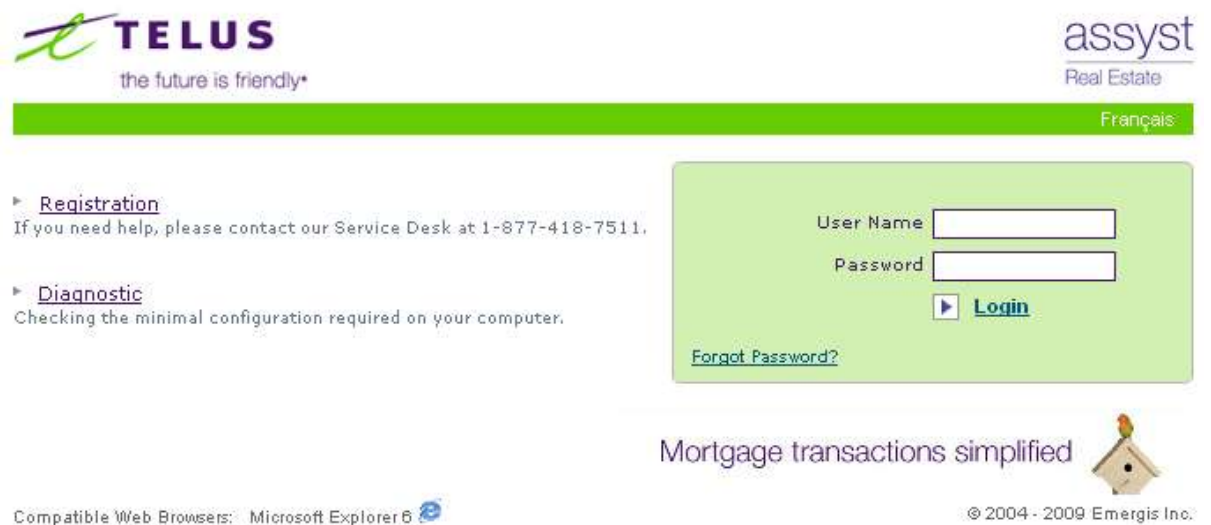 TELUS
the future is friendly•
assyst
Real Estate
Français
Registration
If you need help, please contact our Service Desk at 1-877-418-7511.
Diagnostic
Checking the minimal configuration required on your computer.
User Name
Password
Login
Forgot Password?
Mortgage transactions simplified
Compatible Web Browsers: Microsoft Explorer 6
© 2004 - 2009 Emergis Inc.